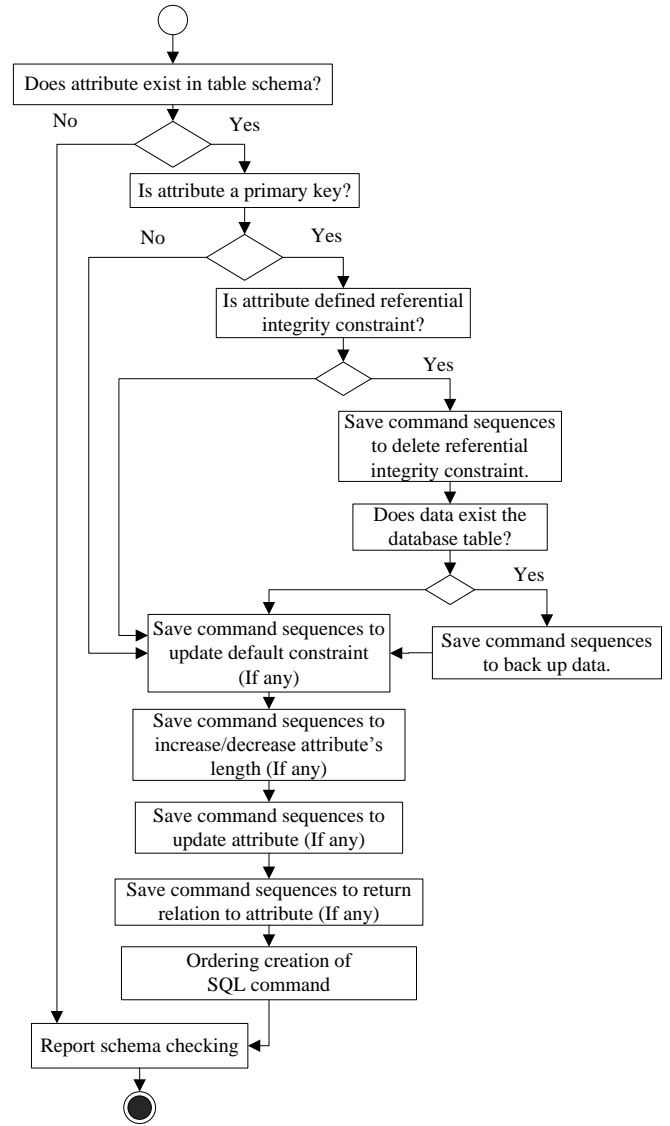 Does attribute exist in table schema?
No
Yes
Is attribute a primary key?
No
Yes
Is attribute defined referential
integrity constraint?
Yes
Save command sequences
to delete referential
integrity constraint.
Does data exist the
database table?
Yes
Save command sequences to
update default constraint
(If any)
Save command sequences
to back up data.
Save command sequences to
increase/decrease attribute’s
length (If any)
Save command sequences to
update attribute (If any)
Save command sequences to return
relation to attribute (If any)
Ordering creation of
SQL command
Report schema checking